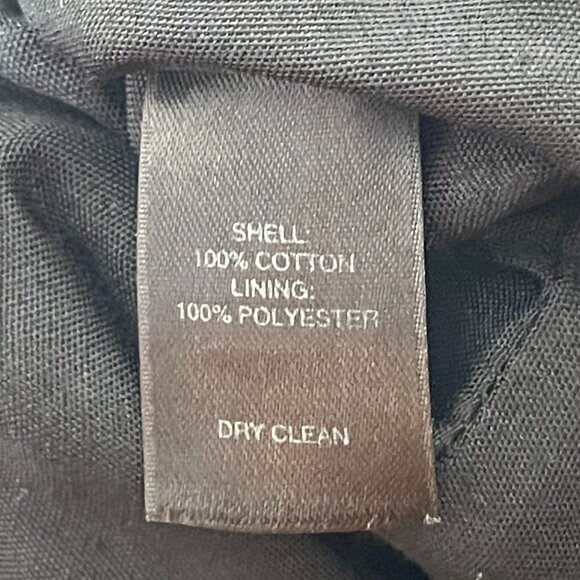 SHELL:
100% COTTON
LINING:
100% POLYESTER
DRY CLEAN